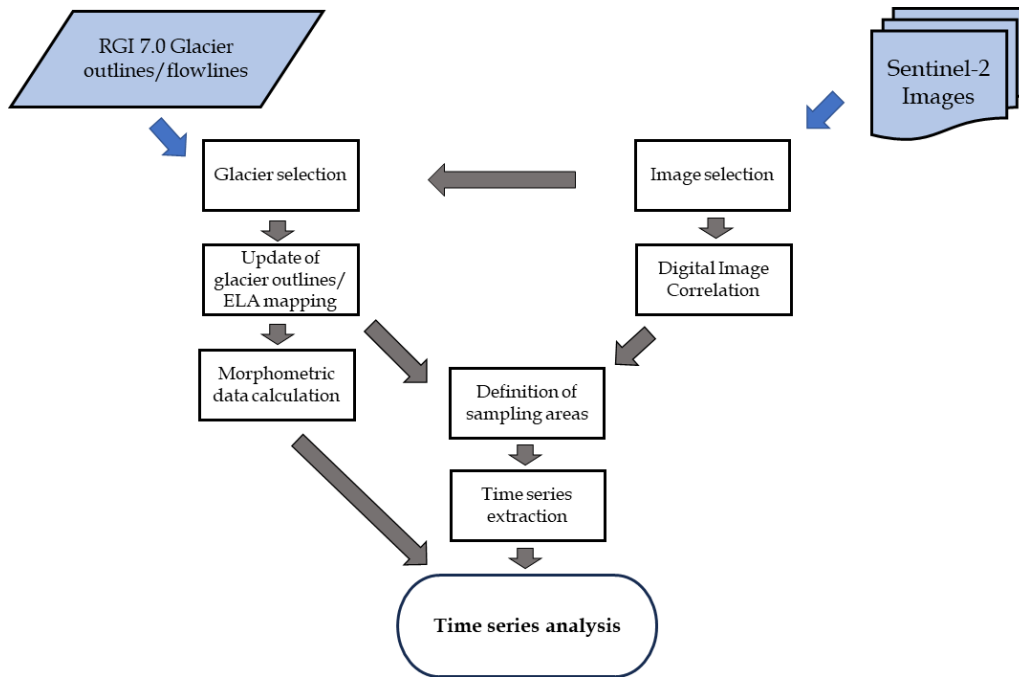 RGI 7.0 Glacier
outlines/flowlines
Sentinel-2
Images
Glacier selection
Image selection
Update of
glacier outlines/
ELA mapping
Digital Image
Correlation
Morphometric
data calculation
Definition of
sampling areas
Time series
extraction
Time series analysis